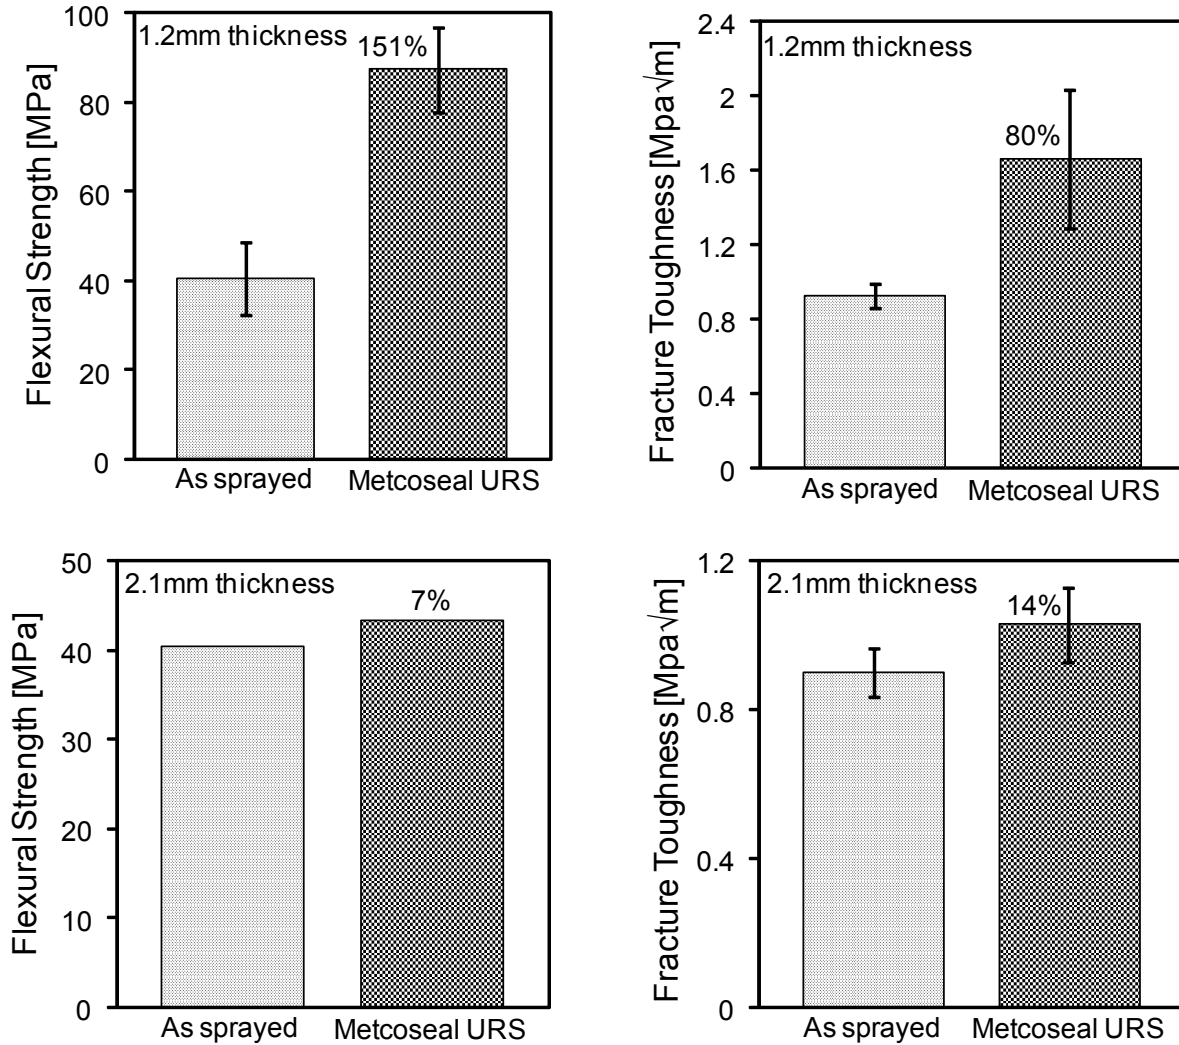 Flexural Strength [MPa]
100
80
60
40
20
0
1.2mm thickness
151%
As sprayed
Metcoseal URS
Fracture Toughness [Mpa√m]
2.4
2
1.6
1.2
0.8
0.4
0
1.2mm thickness
80%
As sprayed
Metcoseal URS
Flexural Strength [MPa]
50
40
30
20
10
0
2.1mm thickness
7%
As sprayed
Metcoseal URS
Fracture Toughness [Mpa√m]
1.2
0.8
0.4
0
2.1mm thickness
14%
As sprayed
Metcoseal URS